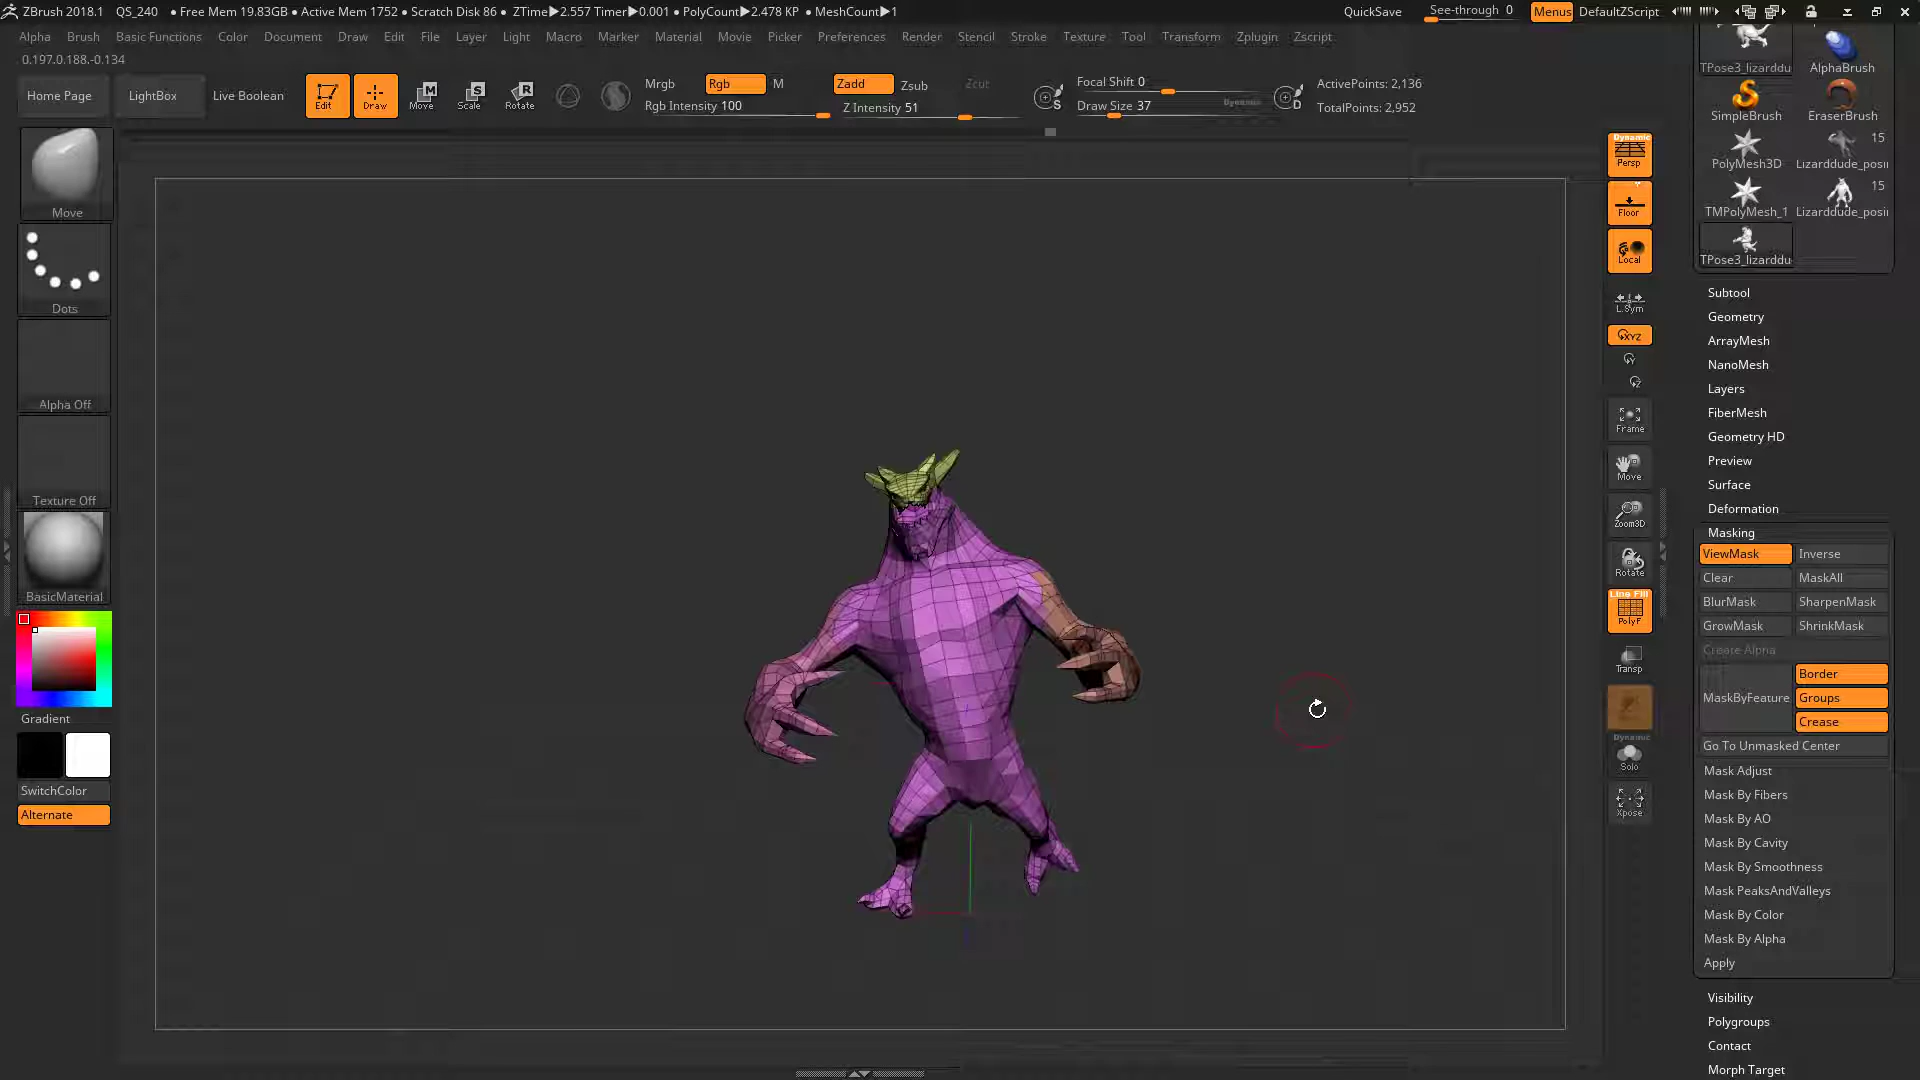 ZBrush 2018.1 QS_240 • Free Mem 19.83GB • Active Mem 1752 • Scratch Disk 86 • ZTime▶2.557 Timer▶0.001 • PolyCount▶2.478 KP • MeshCount▶1 QuickSave See-through 0 Menus DefaultZScript
Alpha Brush Basic Functions Color Document Draw Edit File Layer Light Macro Marker Material Movie Picker Preferences Render Stencil Stroke Texture Tool Transform Zplugin Zscript
0.197.0.188.-0.134
Home Page LightBox Live Boolean Edit Draw Move Scale Rotate
M S R
Mrgb Rgb M Zadd Zsub Zcut
Rgb Intensity 100 Z Intensity 51
S Focal Shift 0 D
Draw Size 37 Dynamic
ActivePoints: 2,136
TotalPoints: 2,952
Move
Dots
Alpha Off
Texture Off
BasicMaterial
Gradient
SwitchColor
Alternate
Dynamic
Persp
Floor
Local
L.Sym
XYZ
Y
Z
Frame
Move
Zoom3D
Rotate
Line Fill
PolyF
Transp
Dynamic
Solo
Xpose
TPose3_lizarddu AlphaBrush
SimpleBrush EraserBrush
15
PolyMesh3D Lizarddude_posi
15
TMPolyMesh_1 Lizarddude_posi
TPose3_lizarddu
Subtool
Geometry
ArrayMesh
NanoMesh
Layers
FiberMesh
Geometry HD
Preview
Surface
Deformation
Masking
ViewMask Inverse
Clear MaskAll
BlurMask SharpenMask
GrowMask ShrinkMask
Create Alpha
Border
MaskByFeature Groups
Crease
Go To Unmasked Center
Mask Adjust
Mask By Fibers
Mask By AO
Mask By Cavity
Mask By Smoothness
Mask PeaksAndValleys
Mask By Color
Mask By Alpha
Apply
Visibility
Polygroups
Contact
Morph Target